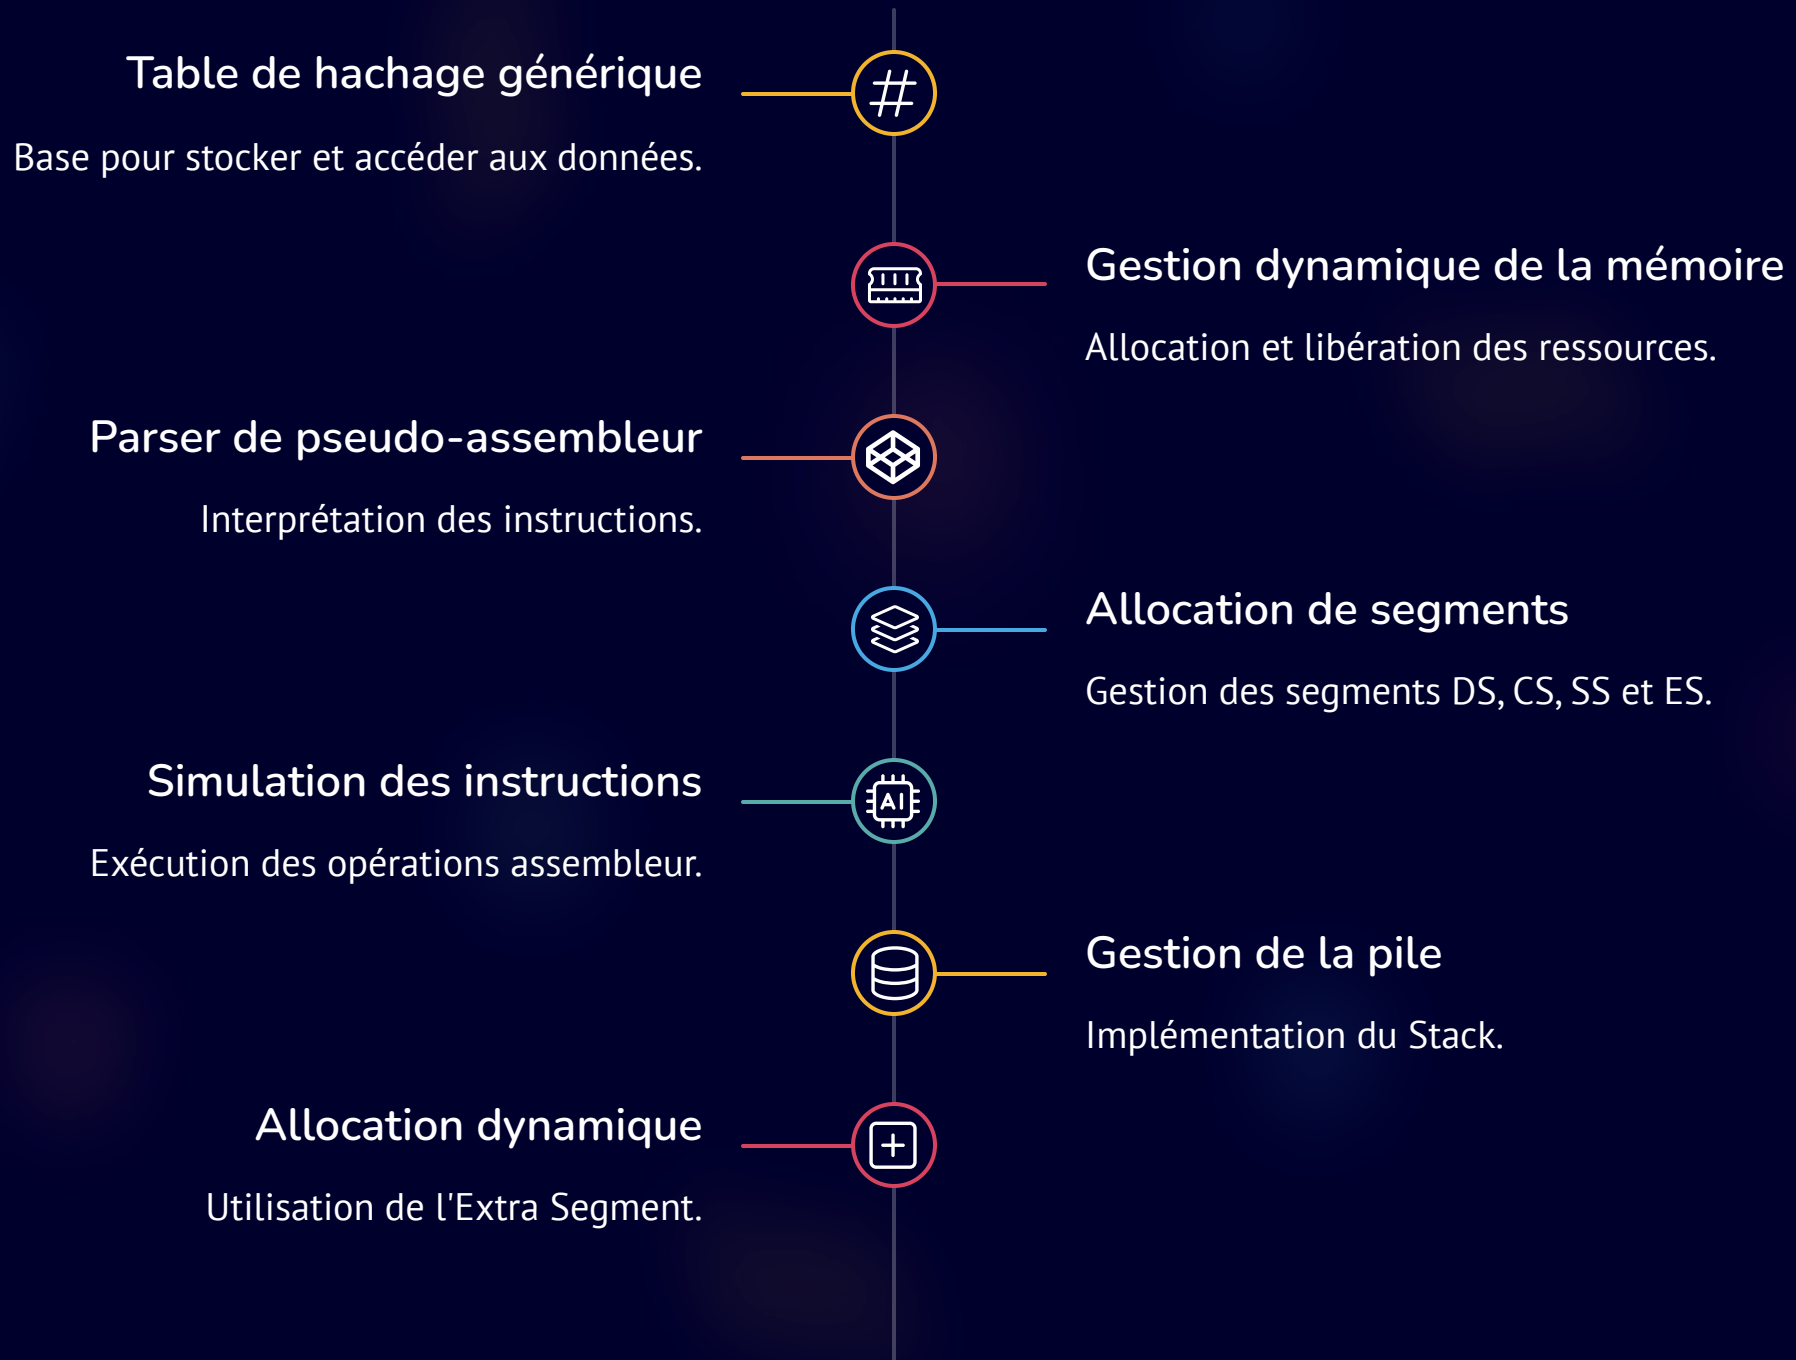 Table de hachage générique
Base pour stocker et accéder aux données.
Gestion dynamique de la mémoire
Allocation et libération des ressources.
Parser de pseudo-assembleur
Interprétation des instructions.
Allocation de segments
Gestion des segments DS, CS, SS et ES.
Simulation des instructions
AI
Exécution des opérations assembleur.
Gestion de la pile
Implémentation du Stack.
Allocation dynamique
Utilisation de l'Extra Segment.